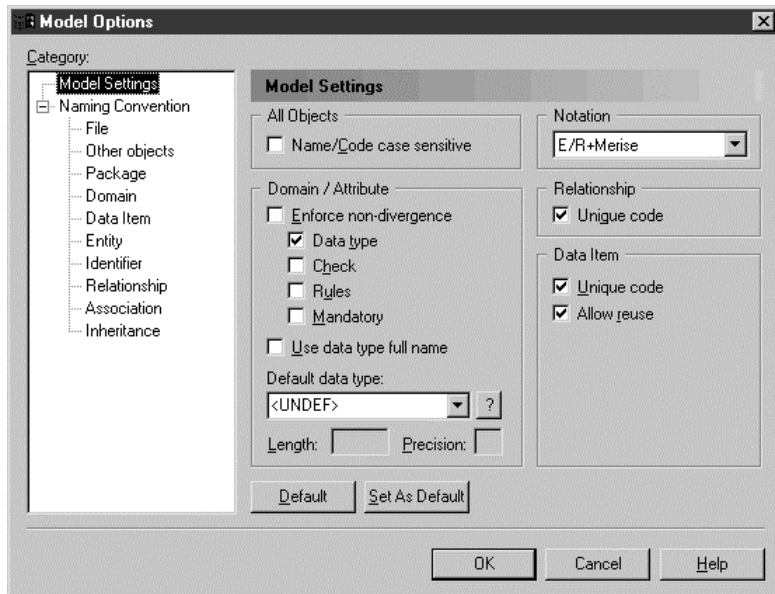 Model Options
Category:
Model Settings
Naming Convention
File
Other objects
Package
Domain
Data Item
Entity
Identifier
Relationship
Association
Inheritance
Model Settings
All Objects
Name/Code case sensitive
Notation
E/R+Merise
Domain / Attribute
Enforce non-divergence
Data type
Check
Rules
Mandatory
Use data type full name
Default data type:
<UNDEF>
?
Length:
Precision:
Relationship
Unique code
Data Item
Unique code
Allow reuse
Default
Set As Default
OK
Cancel
Help